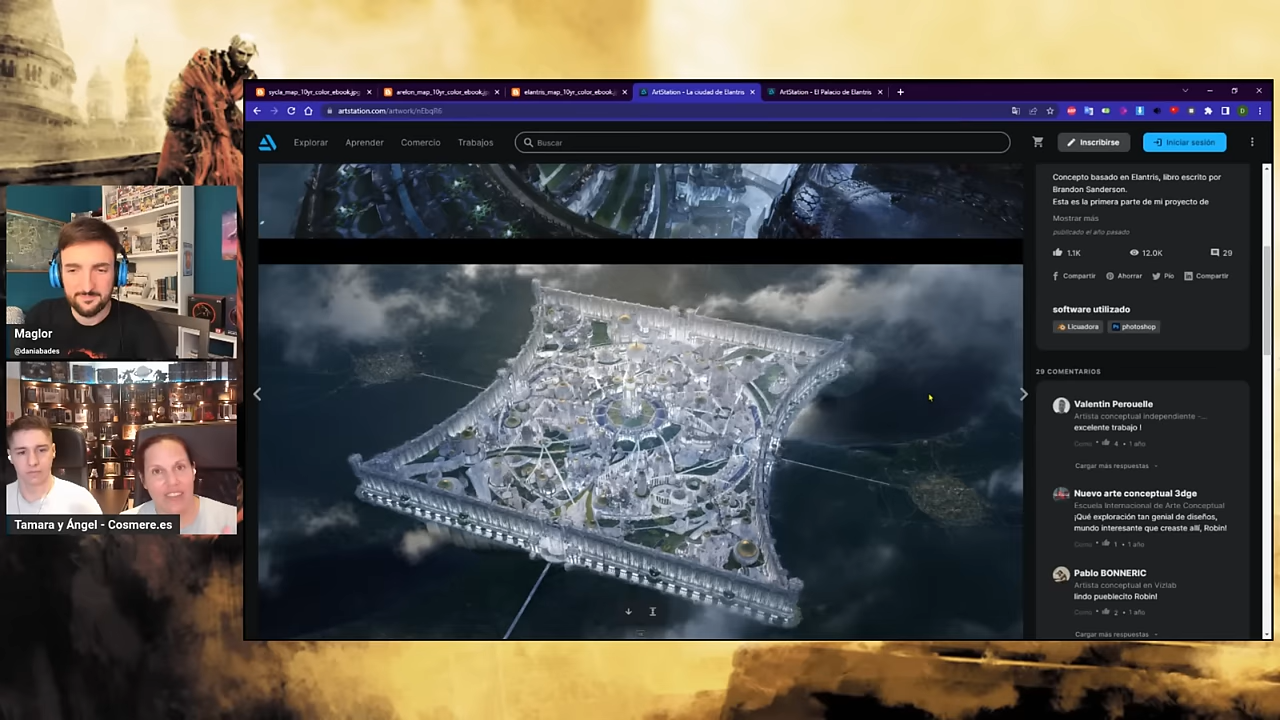 sycla_map_10yr_color_ebook.jpg
arelon_map_10yr_color_ebook.jp
elantris_map_10yr_color_ebook.
ArtStation - La ciudad de Elantris
ArtStation - El Palacio de Elantris
artstation.com/artwork/nEbqR6
Explorar
Aprender
Comercio
Trabajos
Buscar
Inscribirse
Iniciar sesión
Concepto basado en Elantris, libro escrito por
Brandon Sanderson.
Esta es la primera parte de mi proyecto de
Mostrar más
publicado el año pasado
1.1K
12.0K
29
Compartir
Ahorrar
Pío
Compartir
software utilizado
Licuadora
Ps photoshop
29 COMENTARIOS
Valentin Perouelle
Artista conceptual independiente -...
excelente trabajo !
Como • 4 • 1 año
Cargar más respuestas
Nuevo arte conceptual 3dge
Escuela Internacional de Arte Conceptual
¡Qué exploración tan genial de diseños,
mundo interesante que creaste allí, Robin!
Como • 1 • 1 año
Pablo BONNERIC
Artista conceptual en Vizlab
lindo pueblecito Robin!
Como • 2 • 1 año
Cargar más respuestas
Maglor
@daniabades
Tamara y Ángel - Cosmere.es